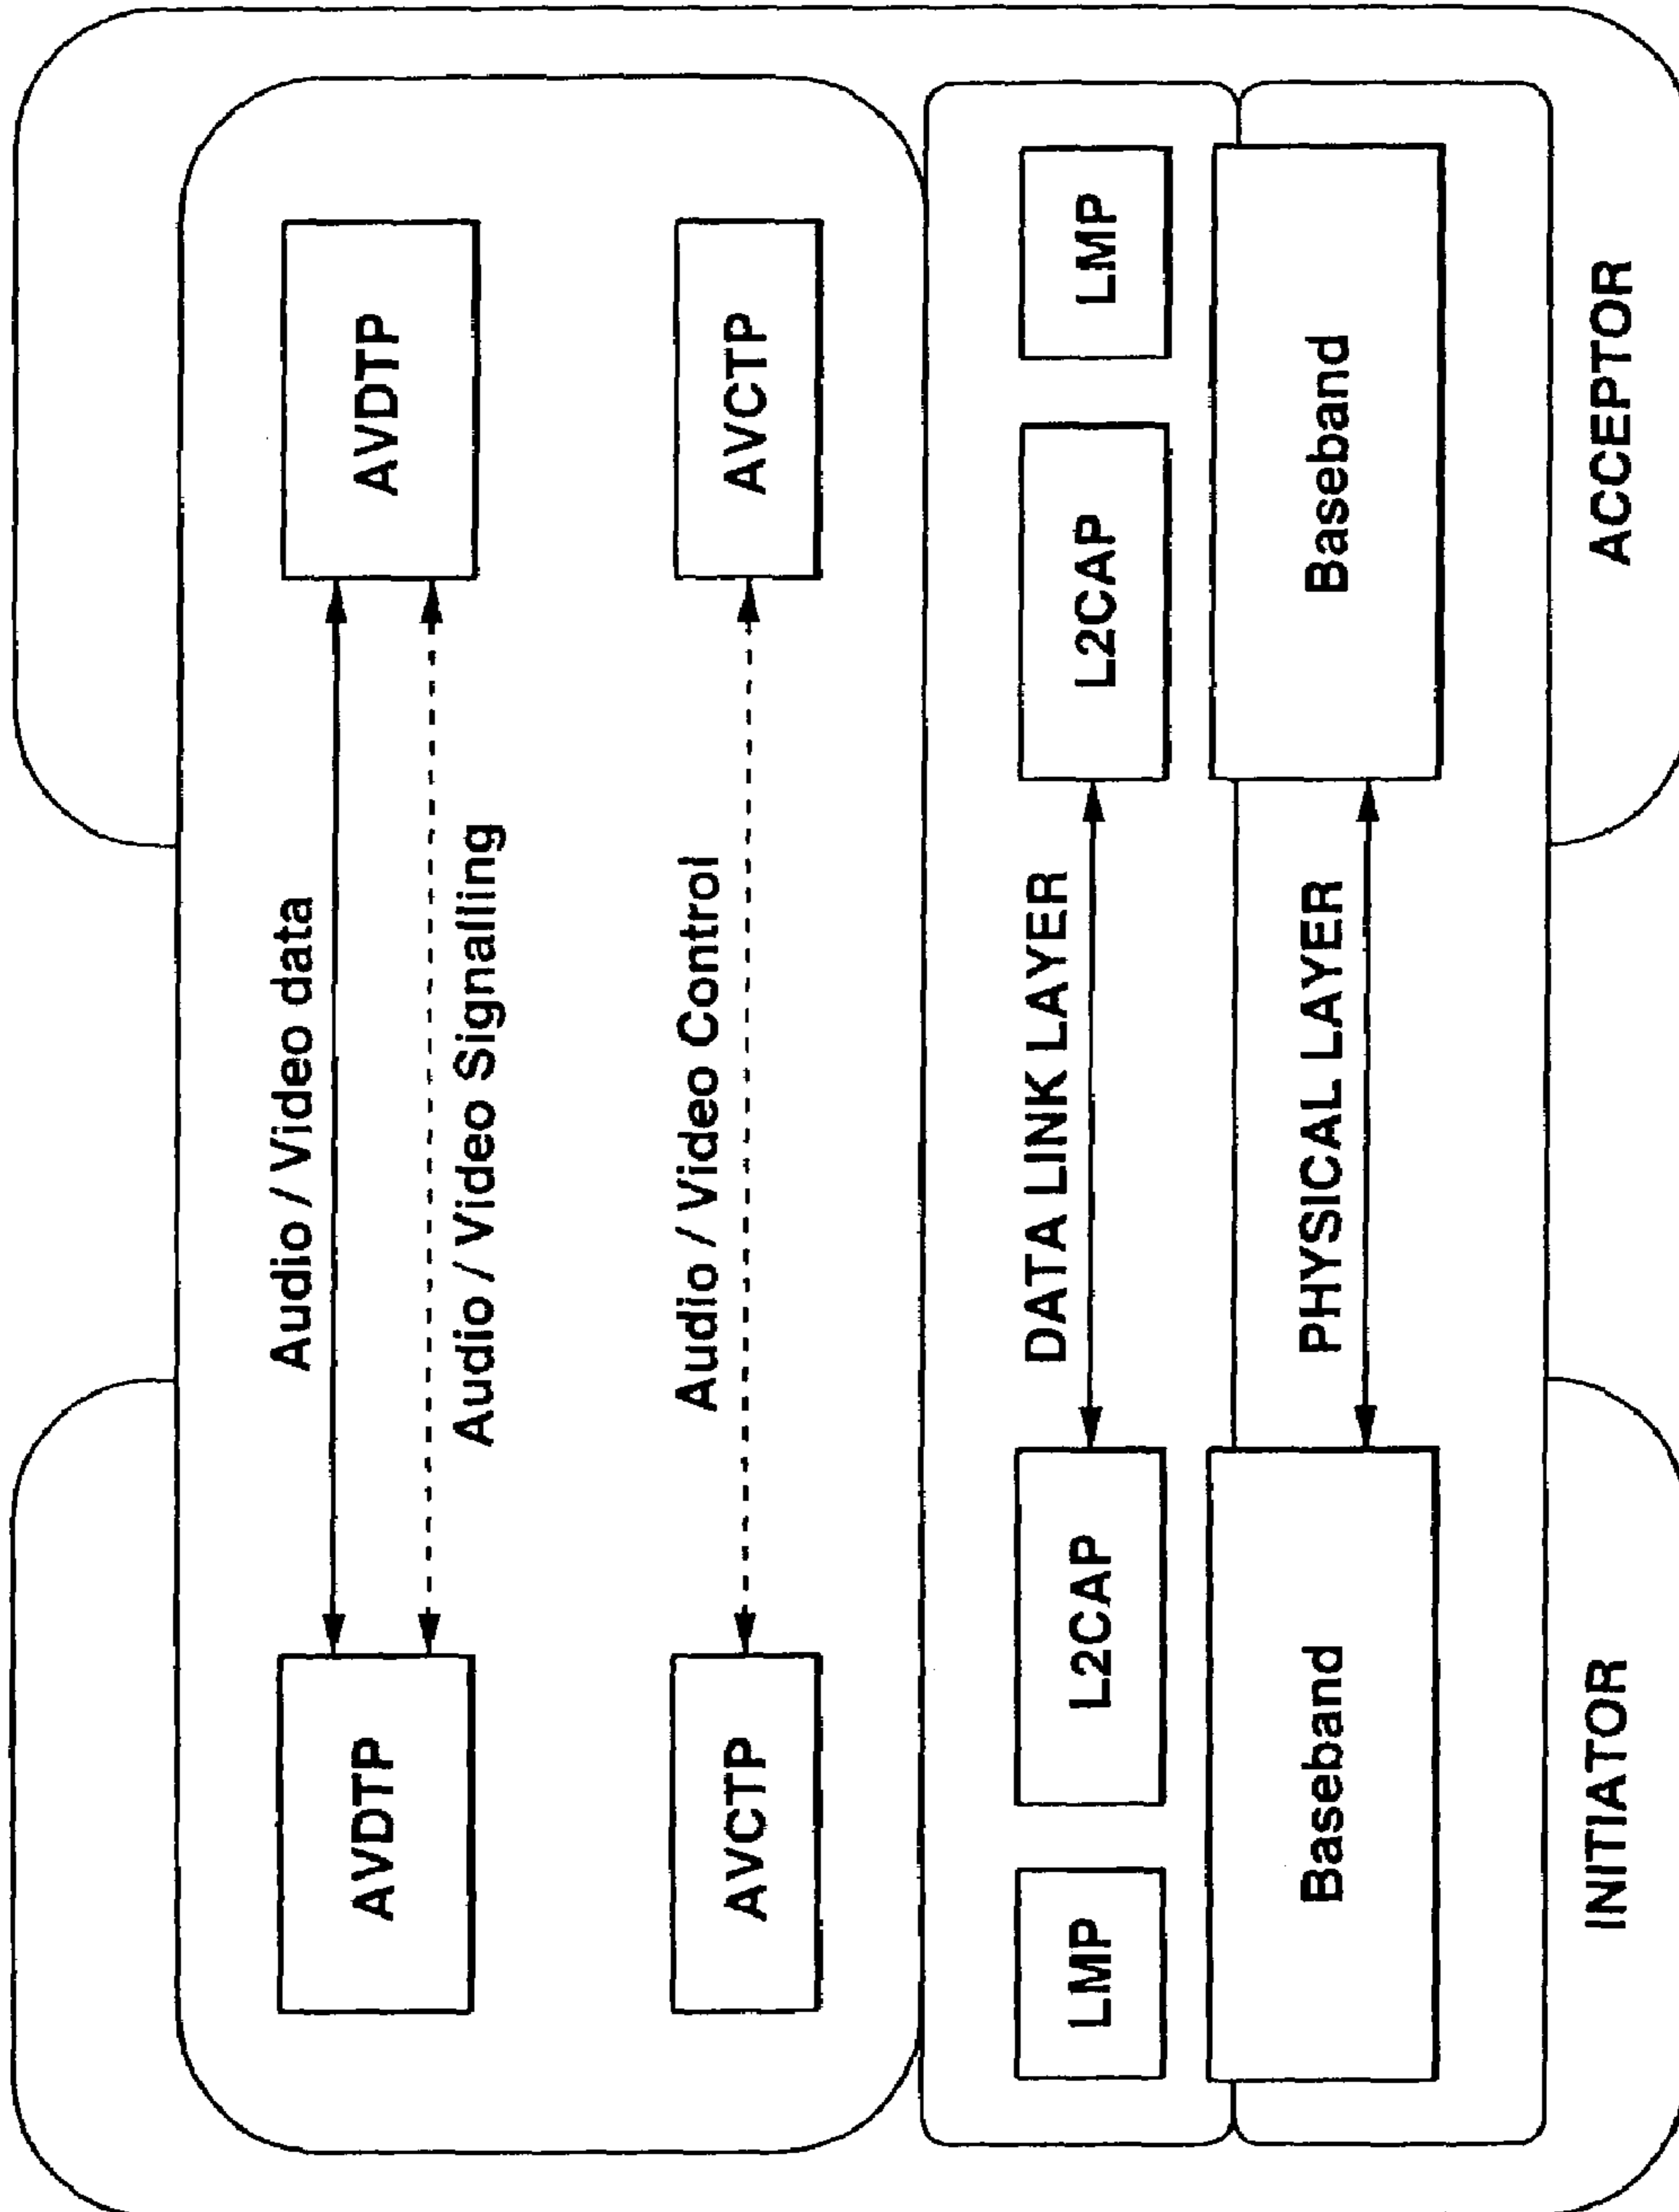 Audio / Video data
AVDTP
AVDTP
Audio / Video Signalling
Audio / Video Control
AVCTP
AVCTP
DATA LINK LAYER
LMP
L2CAP
L2CAP
LMP
PHYSICAL LAYER
Baseband
Baseband
INITIATOR
ACCEPTOR